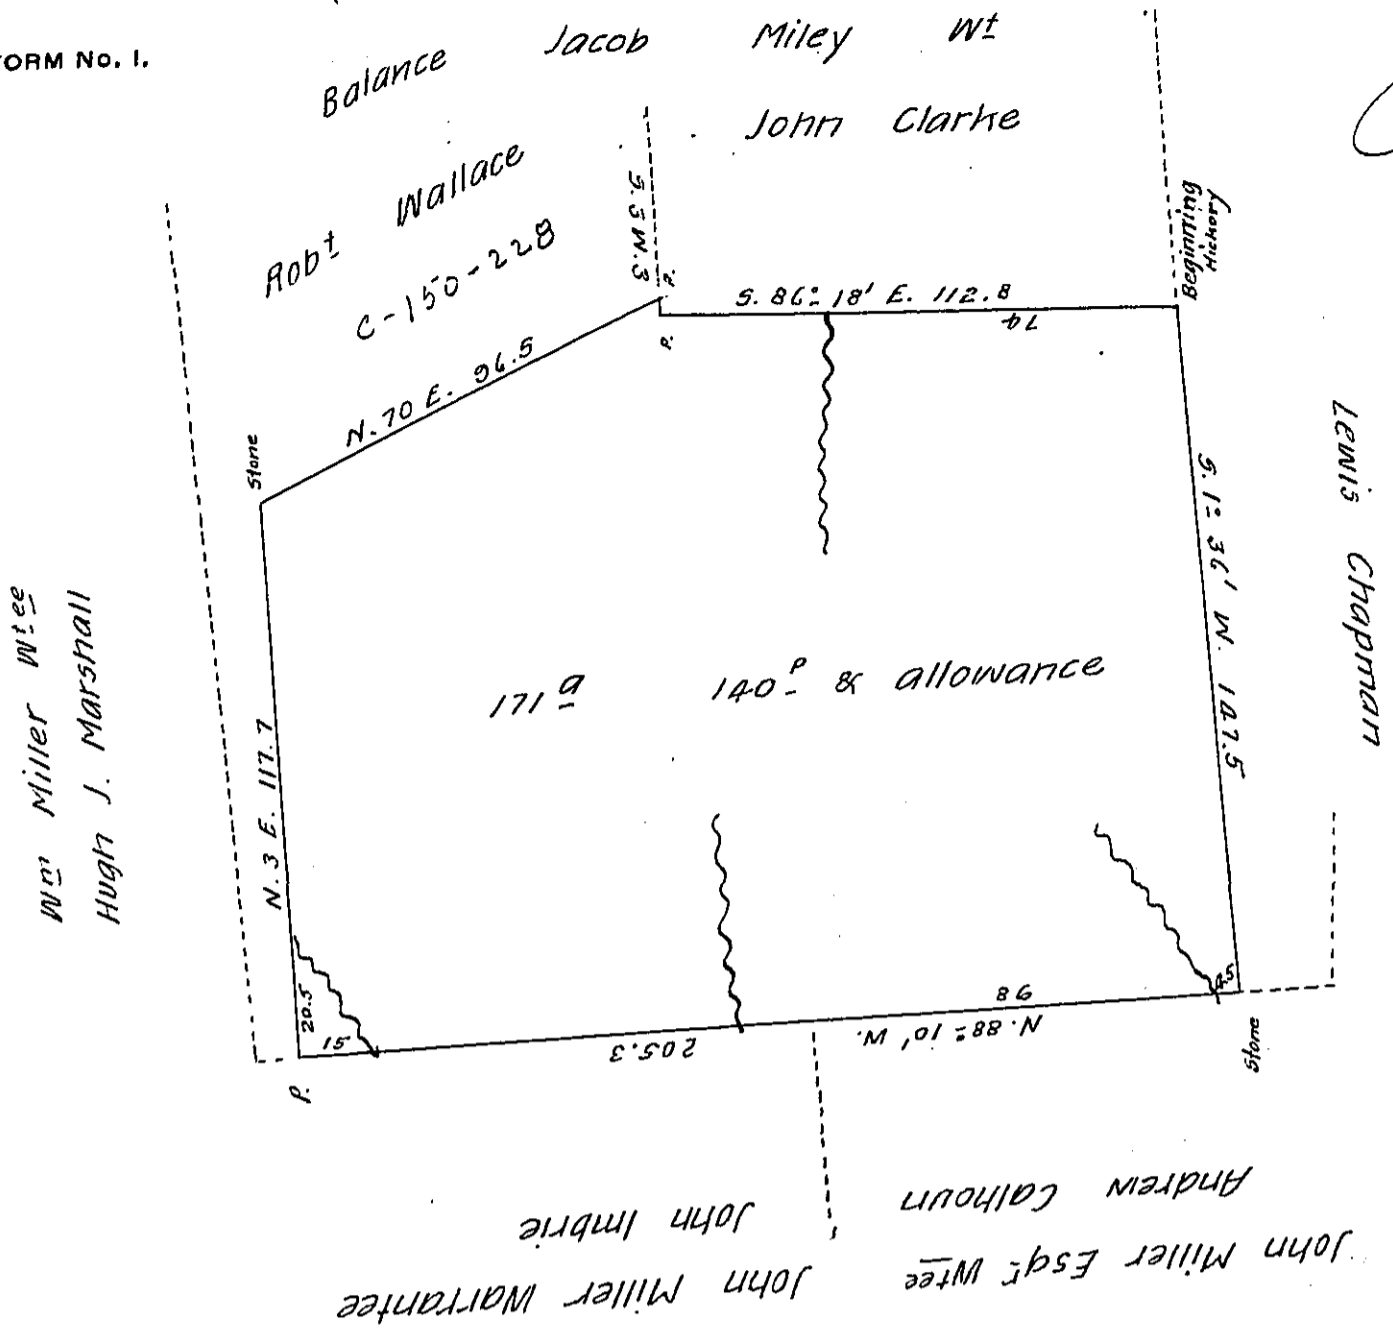 FORM No. 1.
Balance Jacob Miley Wt
John Clarke
Robt Wallace
C-150-228
S. 5 W. 3
P.
P.
S. 86° 18' E. 112.8
74
Beginning
Hickory
N. 70 E. 96.5
Stone
Lewis Chapman
S. 1° 36' W. 147.5
171 a 140 P & allowance
Wm Miller Wtee
Hugh J. Marshall
N. 3 E. 117.7
20.5
15
P.
205.3
98
N. 88° 10' W.
4.5
Stone
Andrew Calhoun
John Miller Esqr Wtee
John Imbrie
John Miller Warrantee